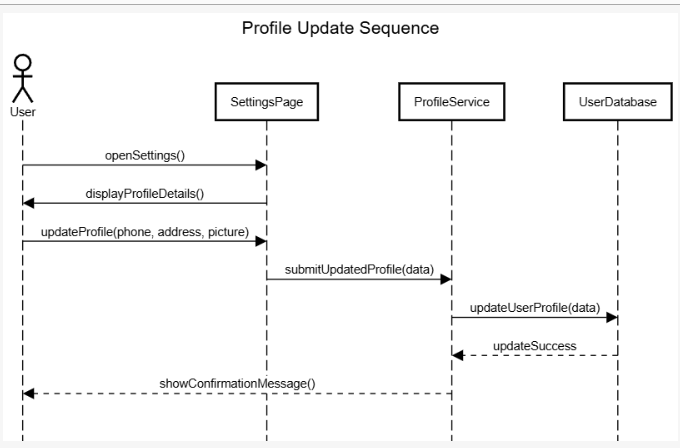 Profile Update Sequence
User
SettingsPage
ProfileService
UserDatabase
openSettings()
displayProfileDetails()
updateProfile(phone, address, picture)
submitUpdatedProfile(data)
updateUserProfile(data)
updateSuccess
showConfirmationMessage()